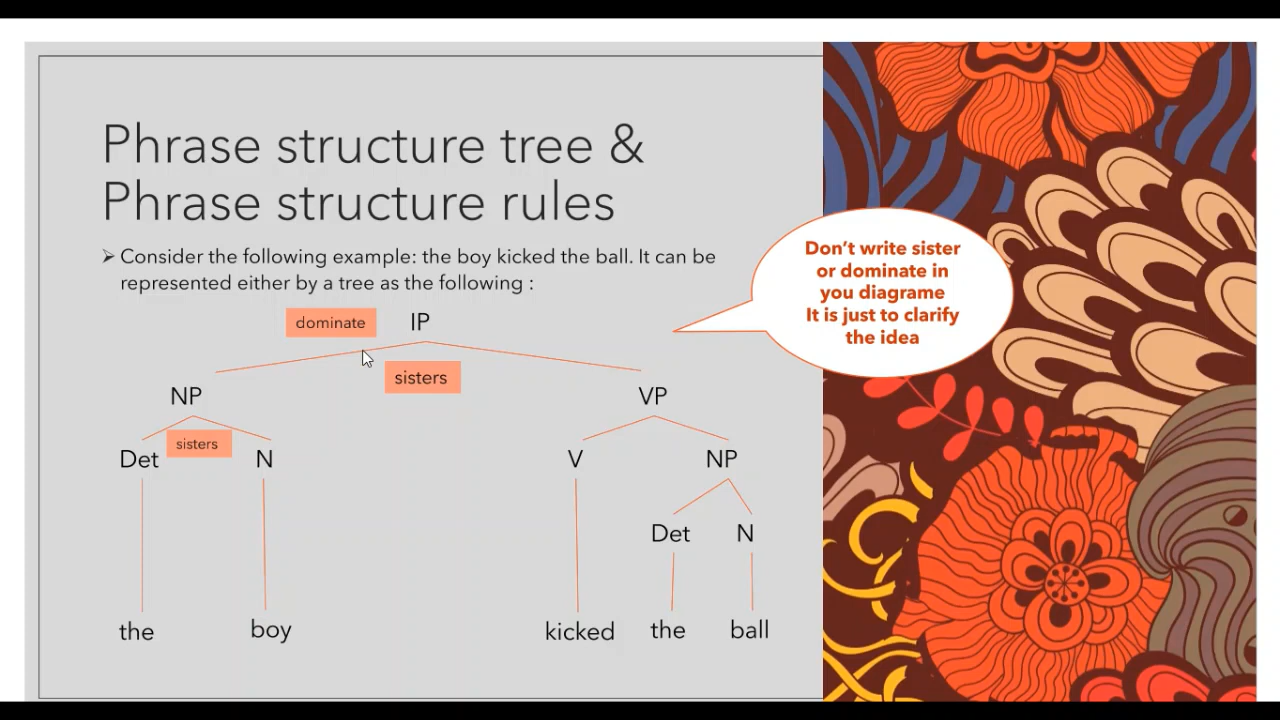 Phrase structure tree &
Phrase structure rules
➢ Consider the following example: the boy kicked the ball. It can be
represented either by a tree as the following :
Don't write sister
or dominate in
you diagrame
It is just to clarify
the idea
dominate IP
sisters
NP VP
sisters
Det N V NP
Det N
the boy kicked the ball